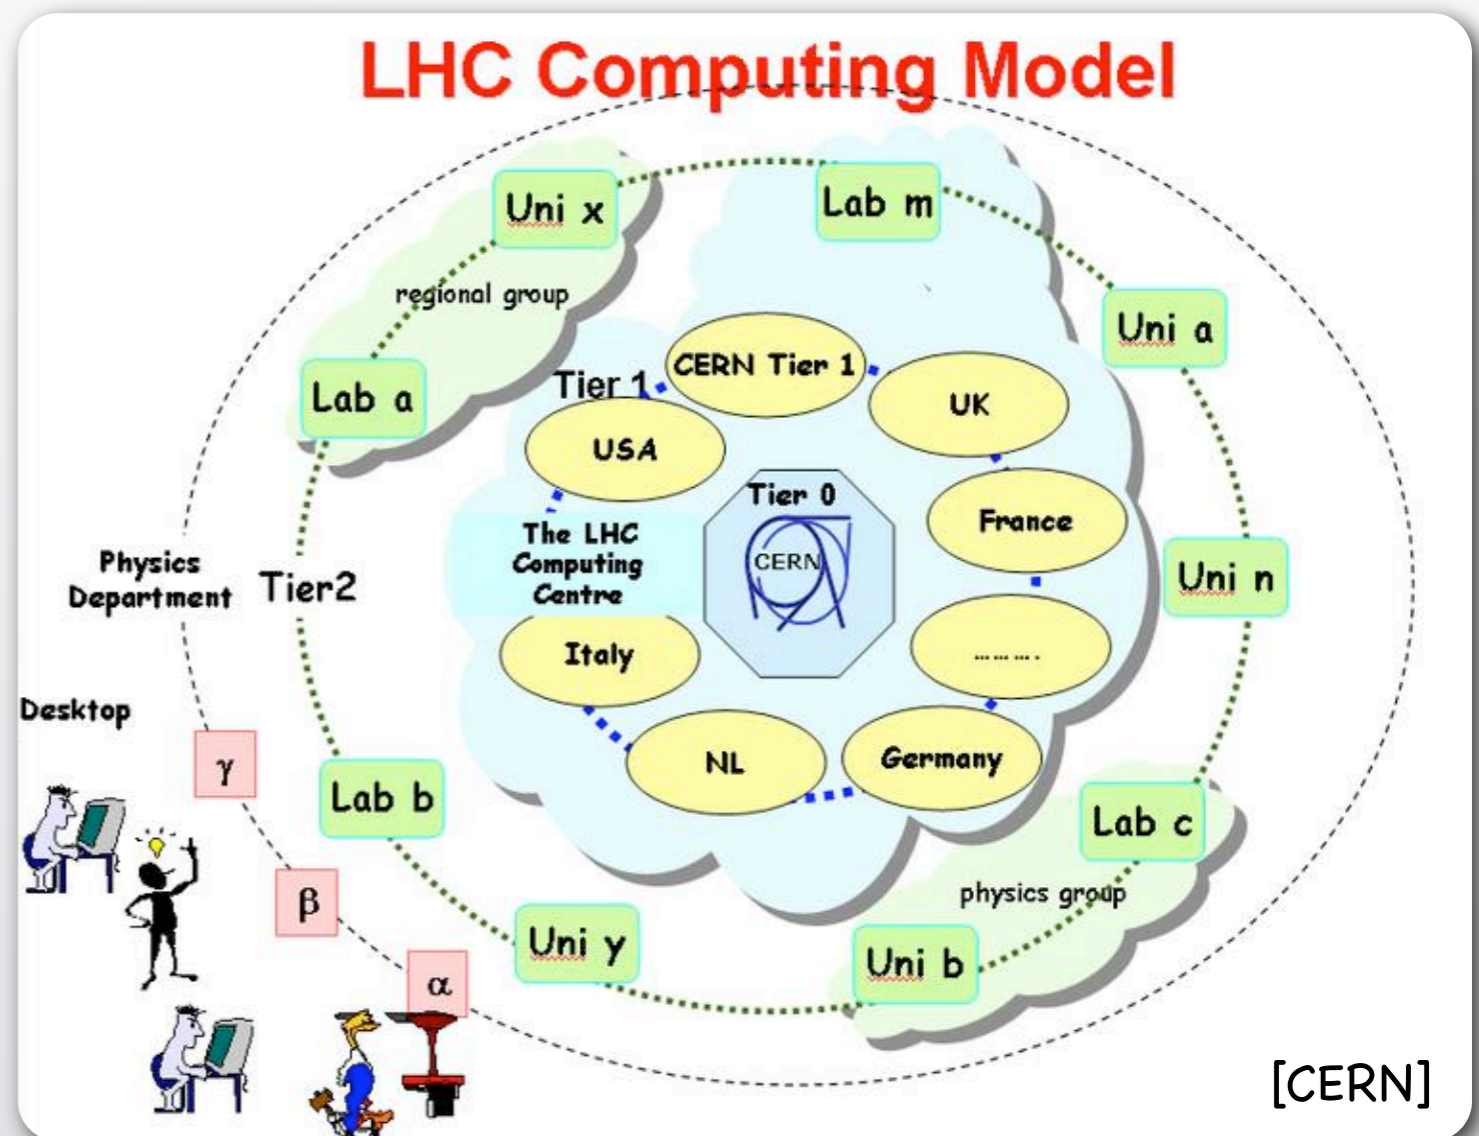 LHC Computing Model
Uni x
Lab m
regional group
Uni a
CERN Tier 1
Tier 1
Lab a
UK
USA
Tier 0
France
The LHC
Computing
Centre
CERN
Physics
Department
Tier2
Uni n
Italy
……….
Desktop
γ
NL
Germany
Lab b
Lab c
β
physics group
Uni y
Uni b
α
[CERN]